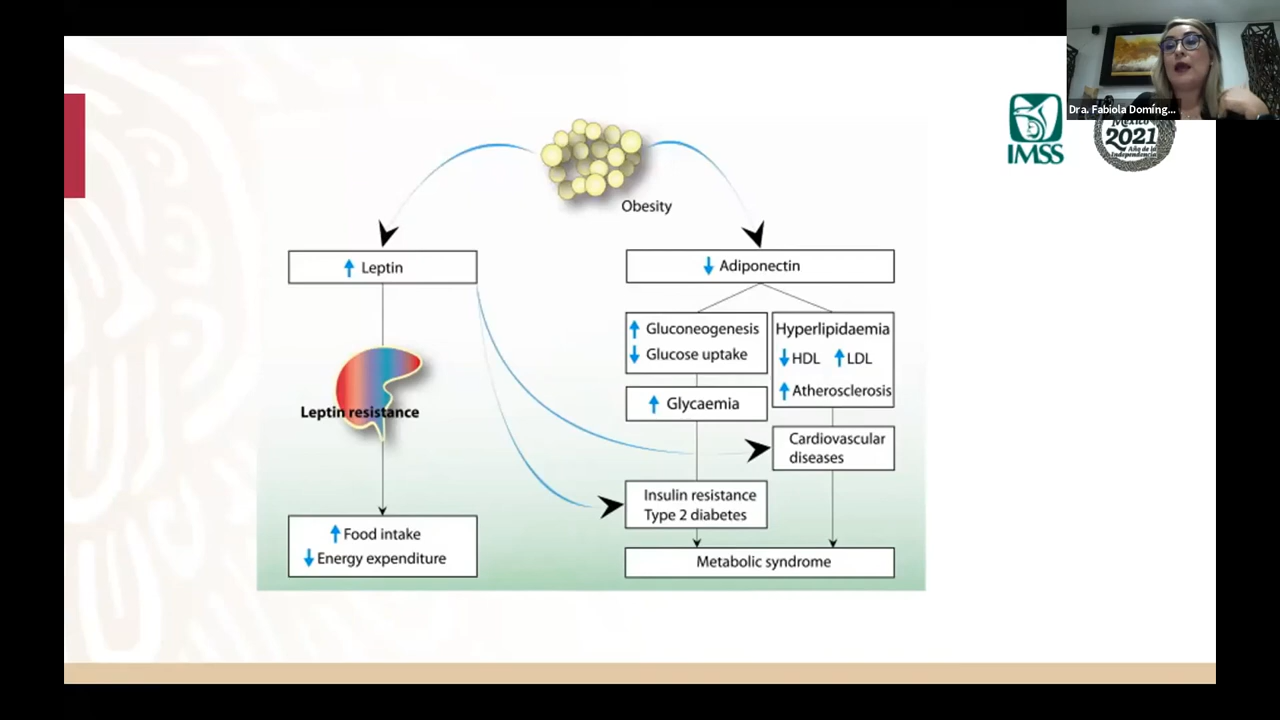 Dra. Fabiola Domíng...
IMSS
México
2021
Año de la
Independencia
Obesity
↑ Leptin
↓ Adiponectin
↑ Gluconeogenesis
↓ Glucose uptake
Hyperlipidaemia
↓ HDL ↑ LDL
↑ Atherosclerosis
↑ Glycaemia
Leptin resistance
Cardiovascular
diseases
Insulin resistance
Type 2 diabetes
↑ Food intake
↓ Energy expenditure
Metabolic syndrome